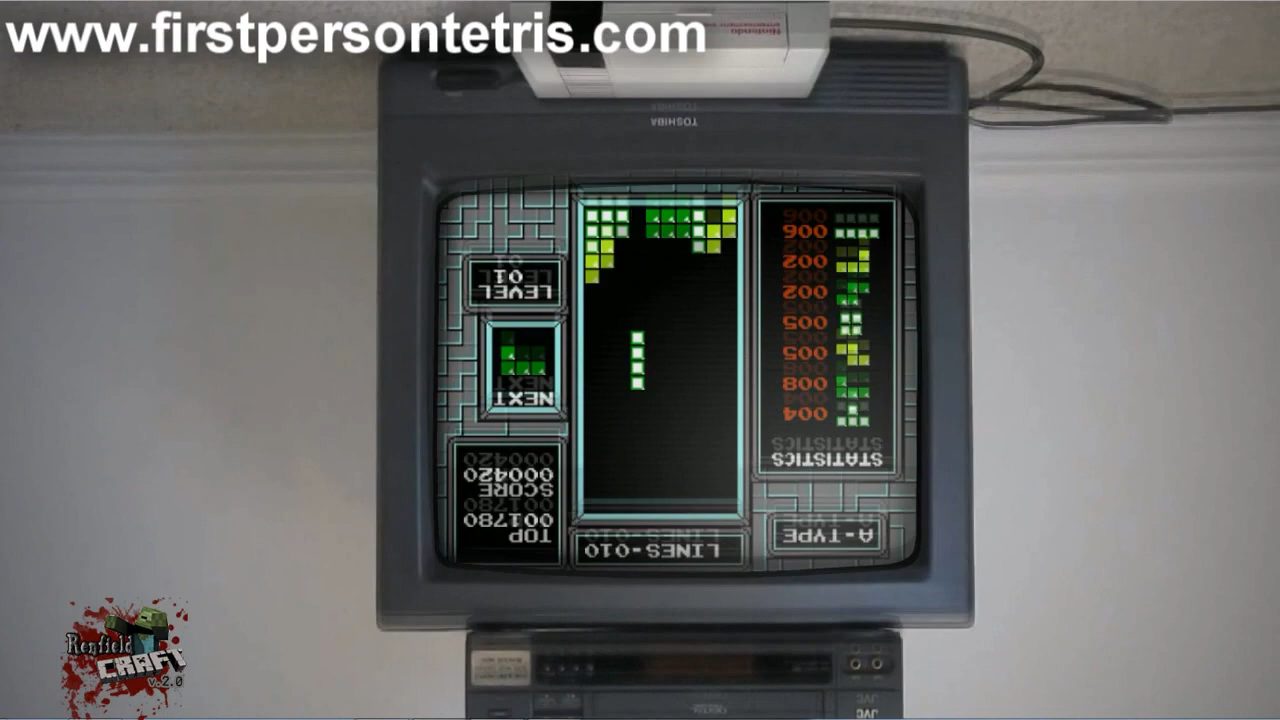 www.firstpersontetris.com
Nintendo
TOSHIBA
LEVEL
01
NEXT
TOP
001780
SCORE
000420
LINES-010
A-TYPE
STATISTICS
004
008
005
005
002
002
006
Renfield
CRAFT
v.2.0
JVC